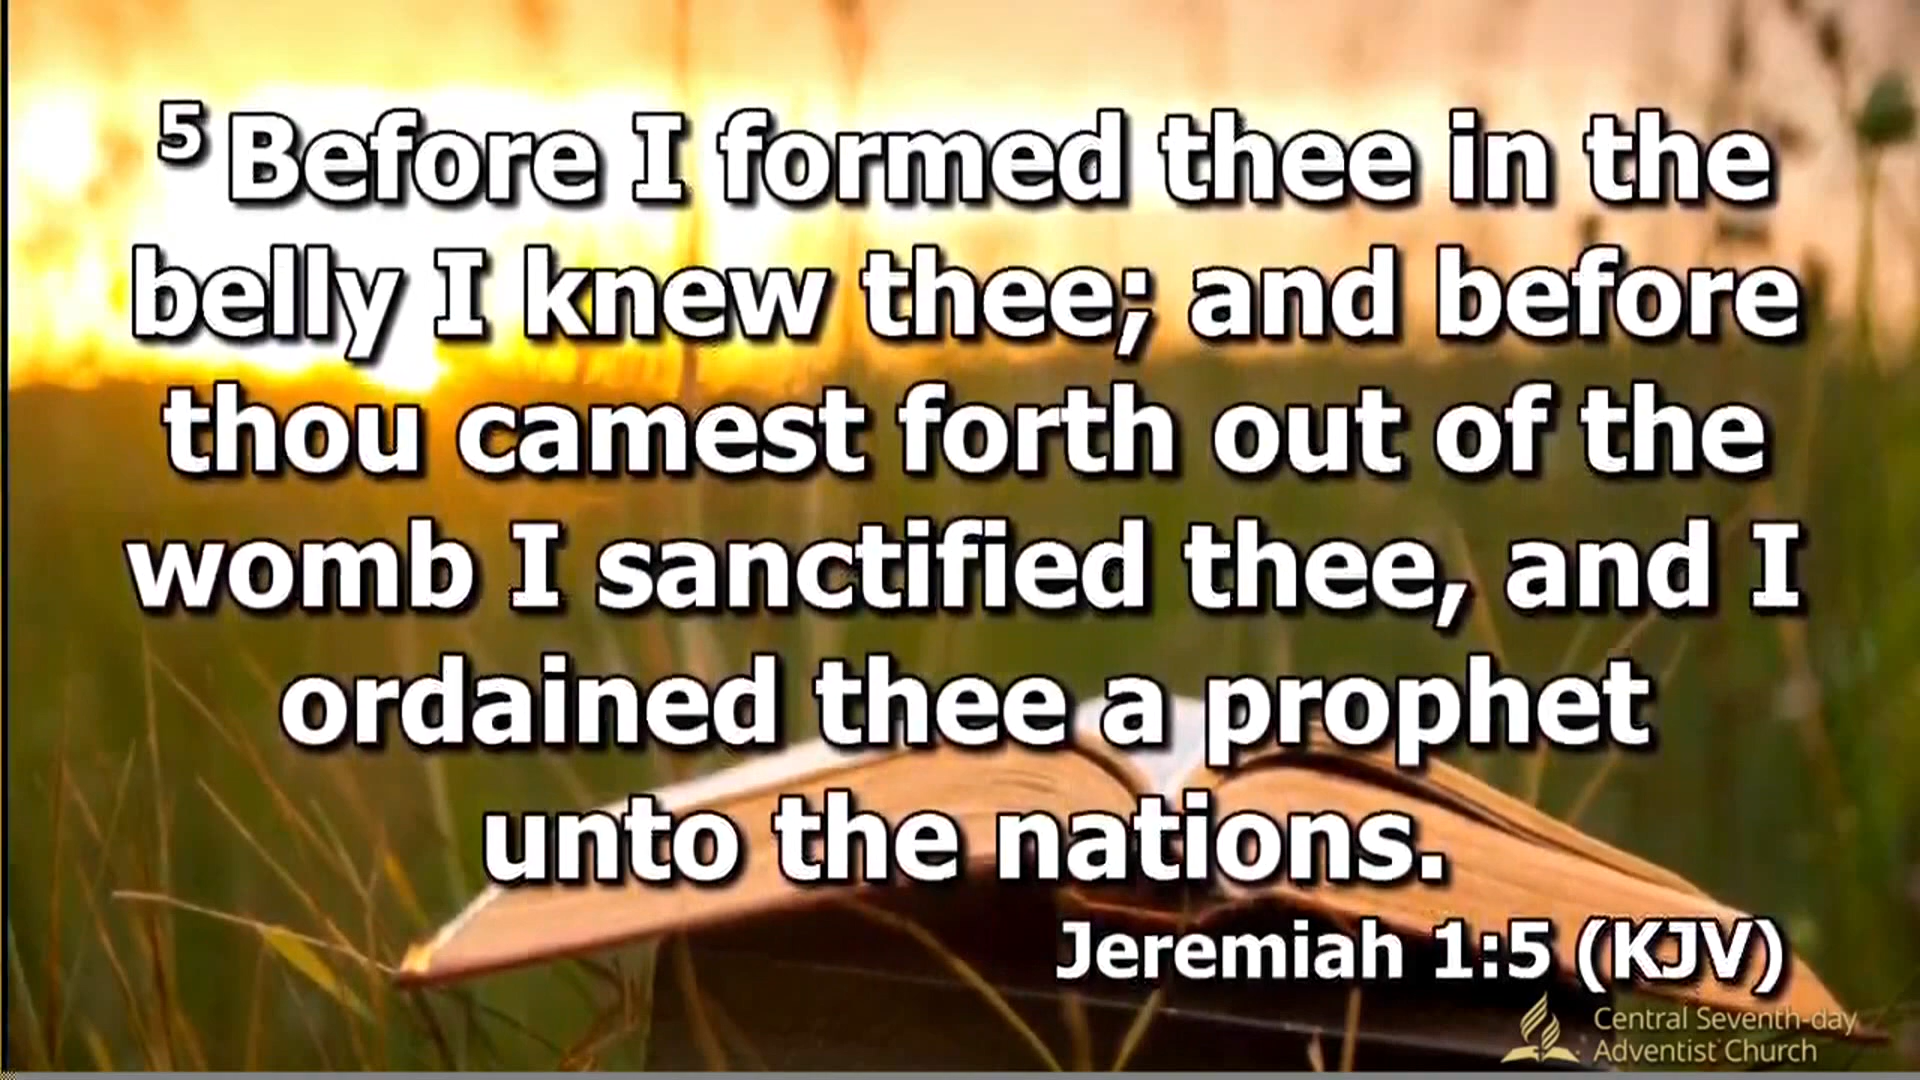 5 Before I formed thee in the
belly I knew thee; and before
thou camest forth out of the
womb I sanctified thee, and I
ordained thee a prophet
unto the nations.
Jeremiah 1:5 (KJV)
Central Seventh-day
Adventist Church